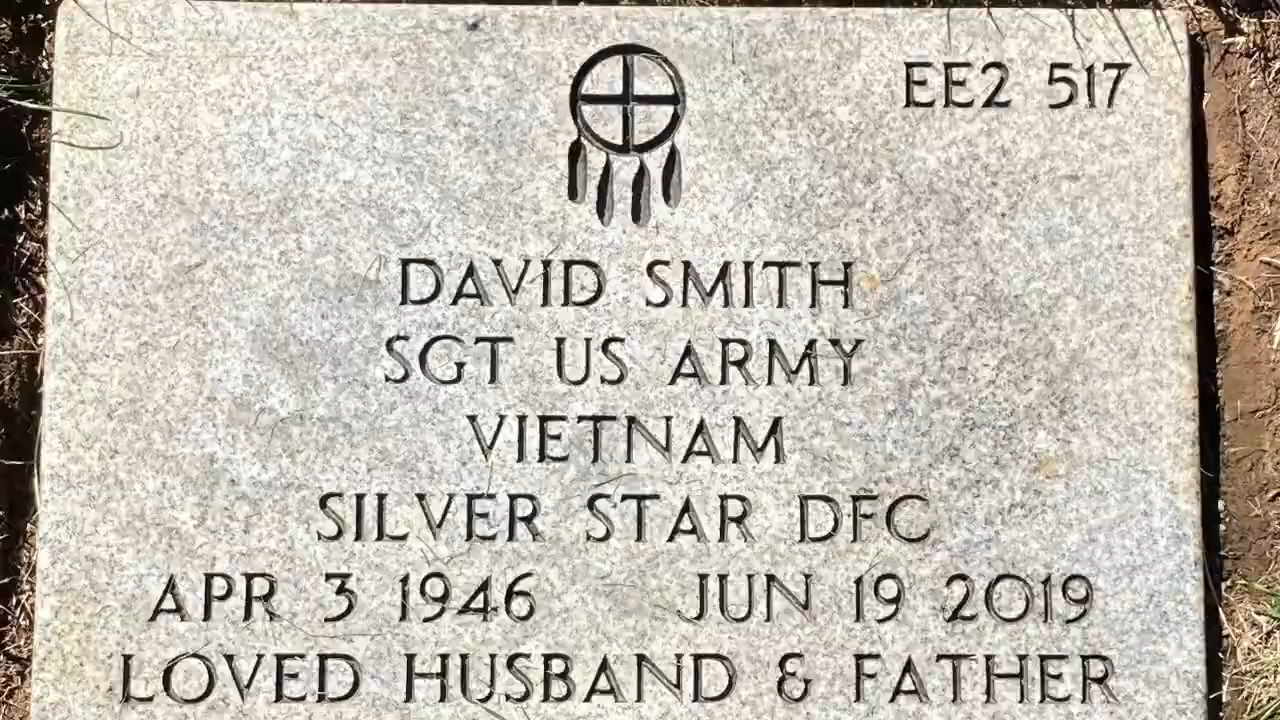 EE2 517
DAVID SMITH
SGT US ARMY
VIETNAM
SILVER STAR DFC
APR 3 1946 JUN 19 2019
LOVED HUSBAND & FATHER